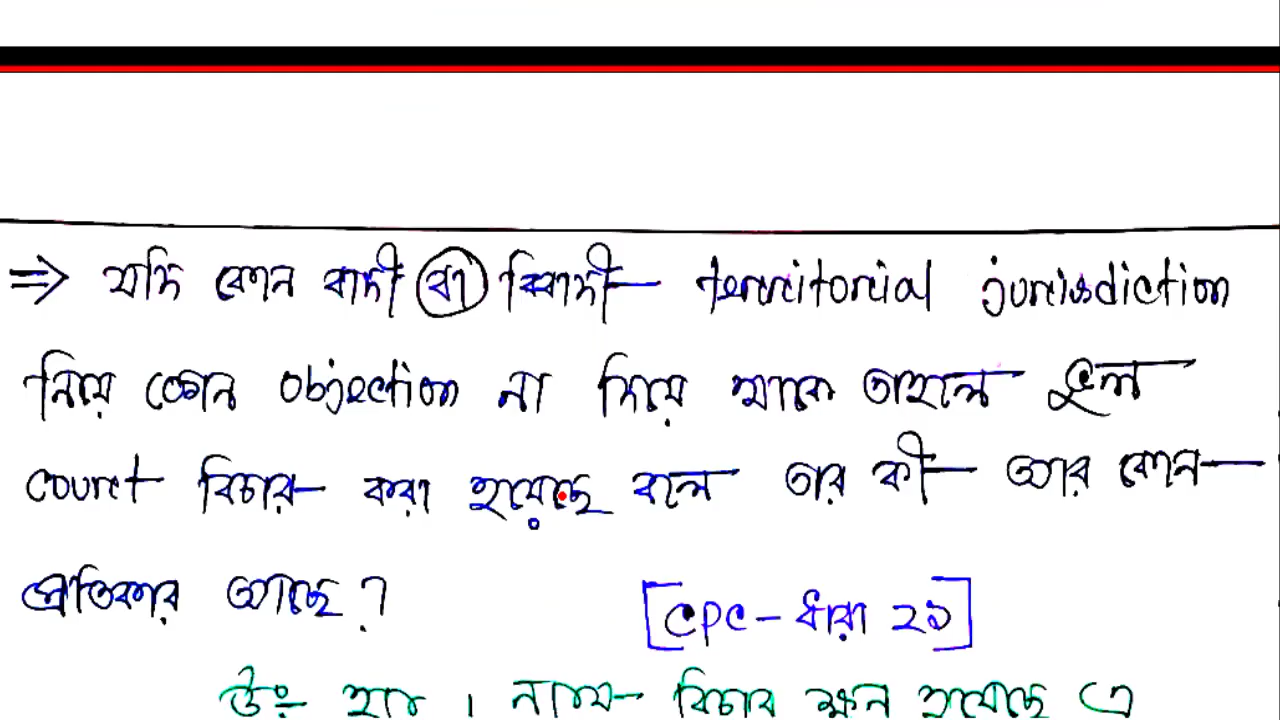 ⇒ যদি কোন বাদী বা বিবাদী territorial jurisdiction
নিয়ে কোন objection না দিয়ে থাকে তাহলে ভুল
court বিচার করা হয়েছে বলে তার কী আর কোন
প্রতিকার আছে?
[CPC - ধারা ২১]
উঃ হ্যাঁ । ন্যায় বিচার ক্ষুন্ন হয়েছে এ